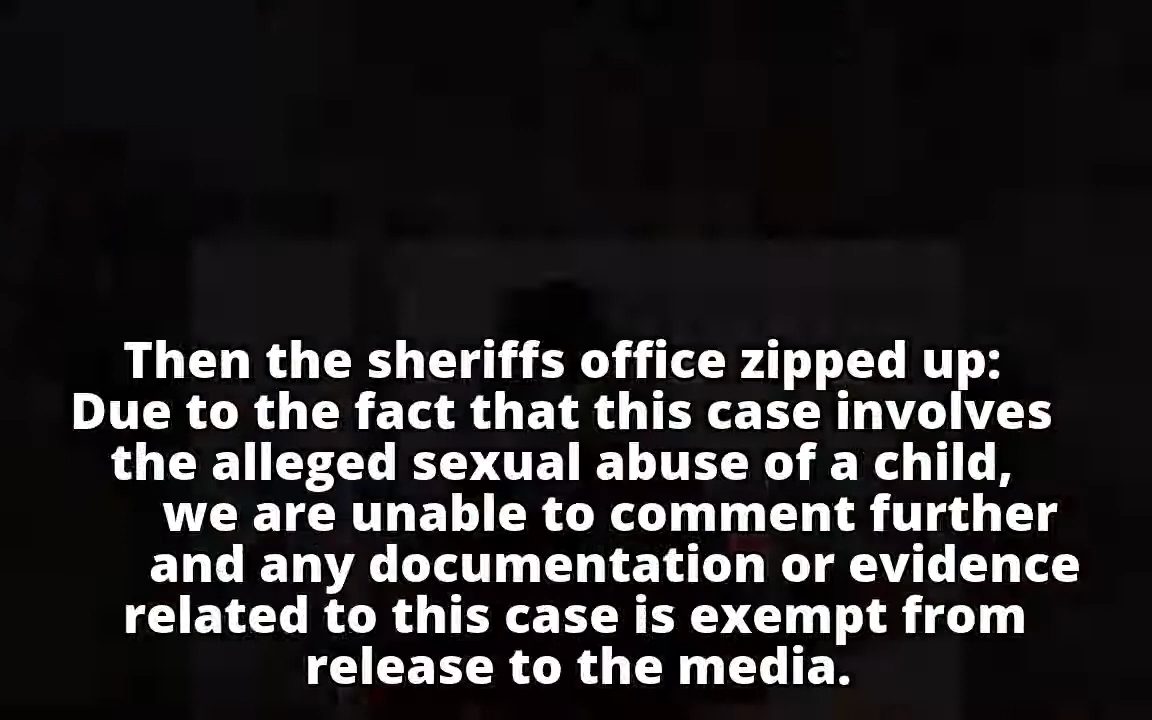 Then the sheriffs office zipped up:
Due to the fact that this case involves
the alleged sexual abuse of a child,
we are unable to comment further
and any documentation or evidence
related to this case is exempt from
release to the media.